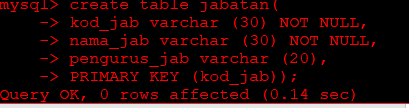 mysql> create table jabatan(
    -> kod_jab varchar (30) NOT NULL,
    -> nama_jab varchar (30) NOT NULL,
    -> pengurus_jab varchar (20),
    -> PRIMARY KEY (kod_jab));
Query OK, 0 rows affected (0.14 sec)